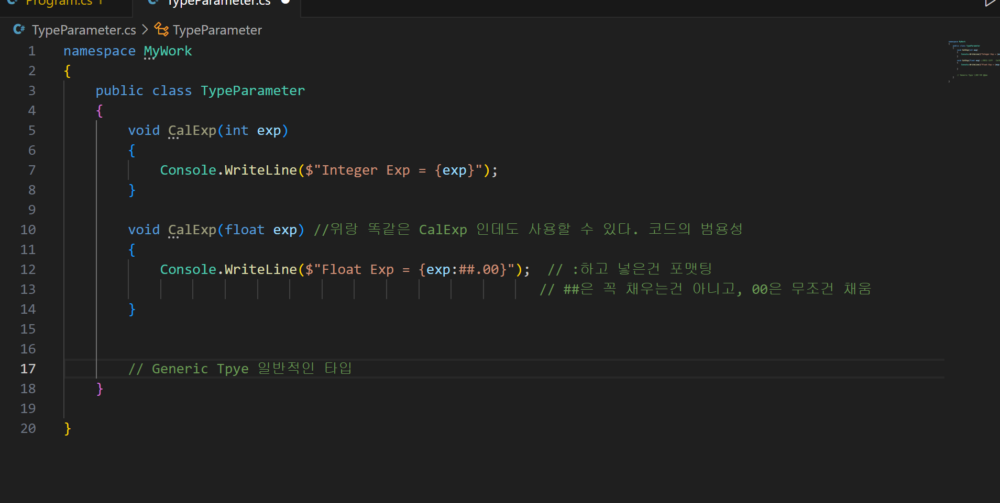 Program.cs 1
TypeParameter.cs
TypeParameter.cs > TypeParameter
1 namespace MyWork
2 {
3 public class TypeParameter
4 {
5 void CalExp(int exp)
6 {
7 Console.WriteLine($"Integer Exp = {exp}");
8 }
9
10 void CalExp(float exp) //위랑 똑같은 CalExp 인데도 사용할 수 있다. 코드의 범용성
11 {
12 Console.WriteLine($"Float Exp = {exp:##.00}"); // :하고 넣은건 포맷팅
13 // ##은 꼭 채우는건 아니고, 00은 무조건 채움
14 }
15
16
17 // Generic Tpye 일반적인 타입
18 }
19
20 }